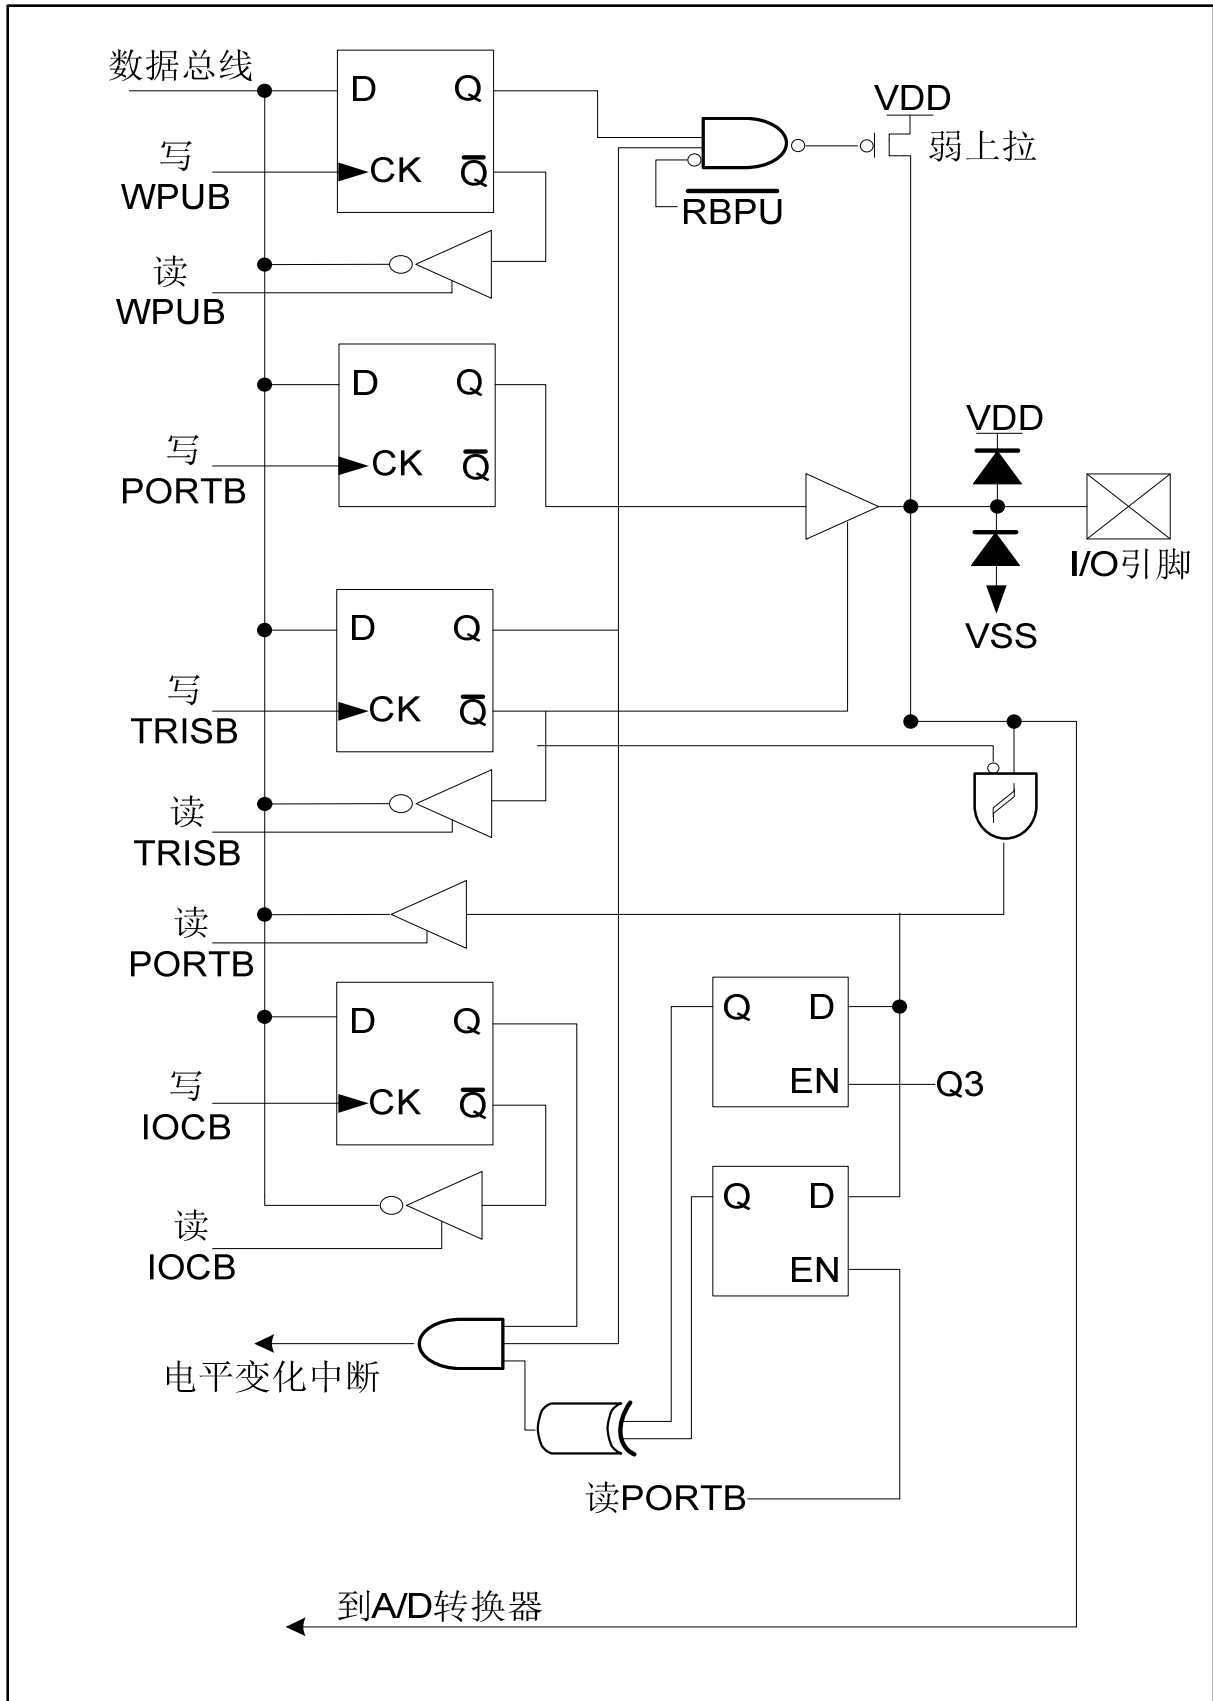 数据总线
D Q
VDD
弱上拉
写
WPUB
CK Q̅
R̅B̅P̅U̅
读
WPUB
D Q
VDD
写
PORTB
CK Q̅
I/O引脚
D Q
VSS
写
TRISB
CK Q̅
读
TRISB
读
PORTB
D Q
Q D
写
IOCB
CK Q̅
EN
Q3
Q D
读
IOCB
EN
电平变化中断
读PORTB
到A/D转换器